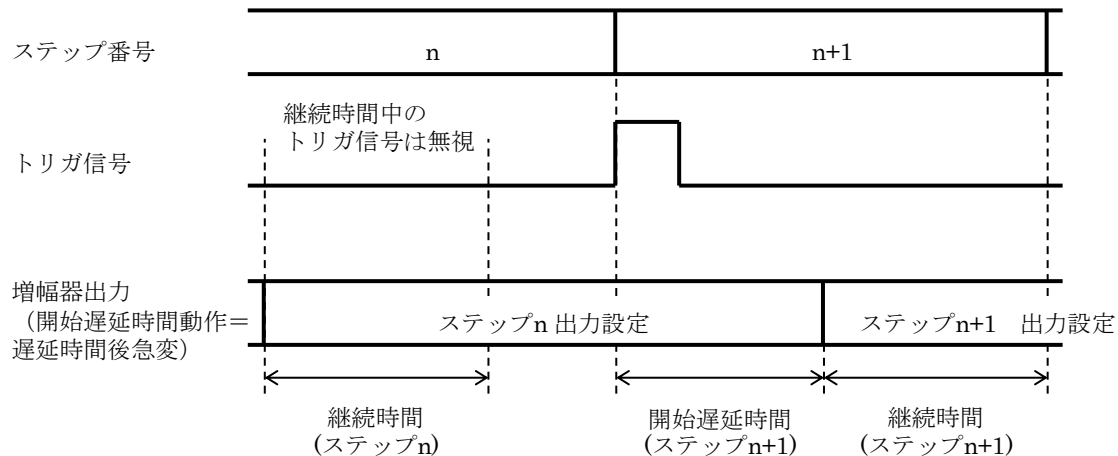 ステップ番号
n
n+1
継続時間中の
トリガ信号は無視
トリガ信号
増幅器出力
（開始遅延時間動作＝
遅延時間後急変）
ステップn 出力設定
ステップn+1　出力設定
継続時間
(ステップn)
開始遅延時間
(ステップn+1)
継続時間
(ステップn+1)